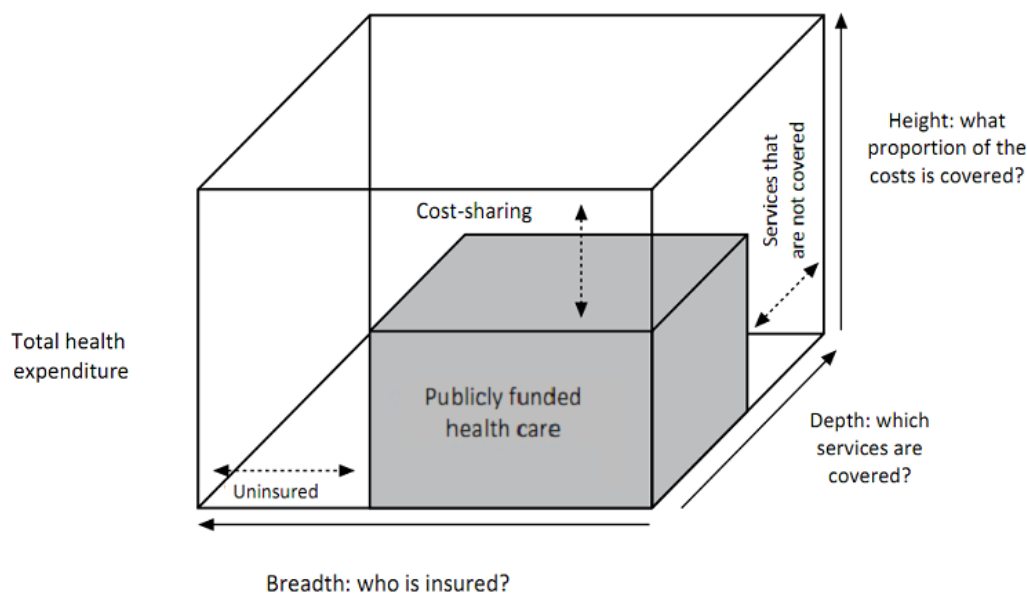 Cost-sharing
Services that
are not covered
Height: what
proportion of the
costs is covered?
Total health
expenditure
Publicly funded
health care
Depth: which
services are
covered?
Uninsured
Breadth: who is insured?